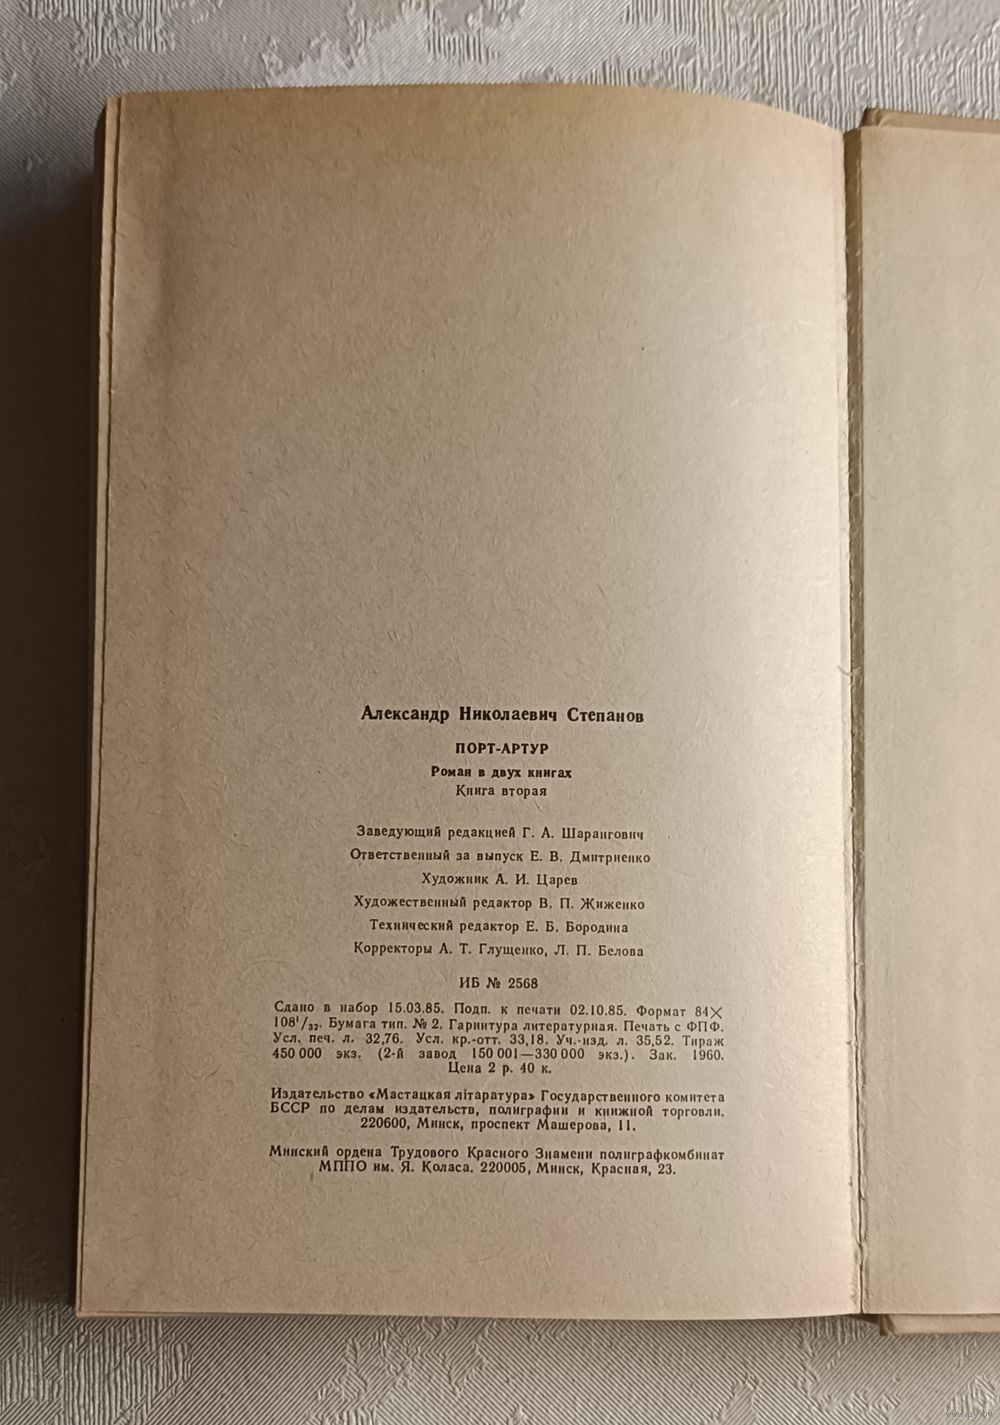 Александр Николаевич Степанов
ПОРТ-АРТУР
Роман в двух книгах
Книга вторая
Заведующий редакцией Г. А. Шарангович
Ответственный за выпуск Е. В. Дмитриенко
Художник А. И. Царев
Художественный редактор В. П. Жиженко
Технический редактор Е. Б. Бородина
Корректоры А. Т. Глущенко, Л. П. Белова
ИБ № 2568
Сдано в набор 15.03.85. Подп. к печати 02.10.85. Формат 84×
108¹/₃₂. Бумага тип. № 2. Гарнитура литературная. Печать с ФПФ.
Усл. печ. л. 32,76. Усл. кр.-отт. 33,18. Уч.-изд. л. 35,52. Тираж
450 000 экз. (2-й завод 150 001—330 000 экз.). Зак. 1960.
Цена 2 р. 40 к.
Издательство «Мастацкая літаратура» Государственного комитета
БССР по делам издательств, полиграфии и книжной торговли.
220600, Минск, проспект Машерова, 11.
Минский ордена Трудового Красного Знамени полиграфкомбинат
МППО им. Я. Коласа. 220005, Минск, Красная, 23.
www.ay.by